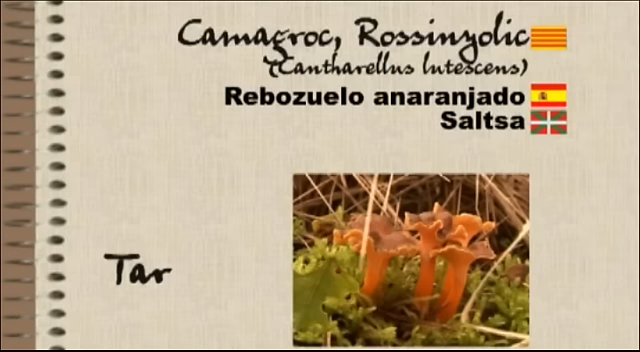 Camagroc, Rossinyolic
(Cantharellus lutescens)
Rebozuelo anaranjado
Saltsa
Tar